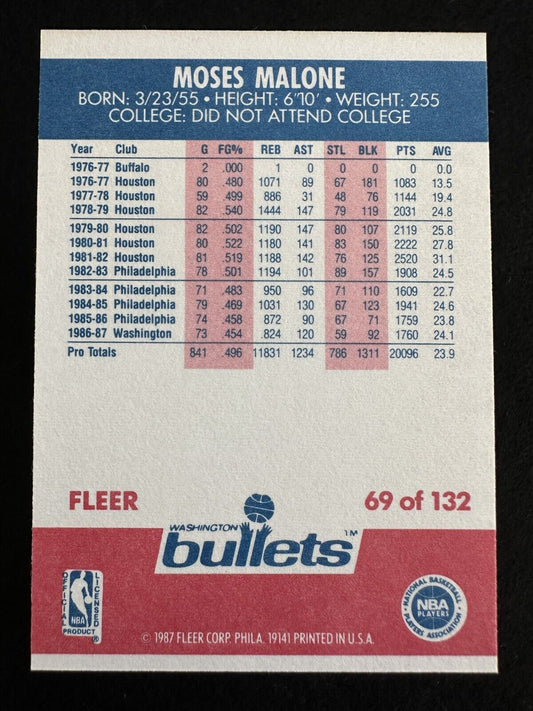 MOSES MALONE
BORN: 3/23/55 • HEIGHT: 6'10' • WEIGHT: 255
COLLEGE: DID NOT ATTEND COLLEGE
Year Club G FG% REB AST STL BLK PTS AVG
1976-77 Buffalo 2 .000 1 0 0 0 0 0.0
1976-77 Houston 80 .480 1071 89 67 181 1083 13.5
1977-78 Houston 59 .499 886 31 48 76 1144 19.4
1978-79 Houston 82 .540 1444 147 79 119 2031 24.8
1979-80 Houston 82 .502 1190 147 80 107 2119 25.8
1980-81 Houston 80 .522 1180 141 83 150 2222 27.8
1981-82 Houston 81 .519 1188 142 76 125 2520 31.1
1982-83 Philadelphia 78 .501 1194 101 89 157 1908 24.5
1983-84 Philadelphia 71 .483 950 96 71 110 1609 22.7
1984-85 Philadelphia 79 .469 1031 130 67 123 1941 24.6
1985-86 Philadelphia 74 .458 872 90 67 71 1759 23.8
1986-87 Washington 73 .454 824 120 59 92 1760 24.1
Pro Totals 841 .496 11831 1234 786 1311 20096 23.9
FLEER 69 of 132
WASHINGTON
bullets TM
OFFICIAL LICENSED
NBA
PRODUCT ®
NATIONAL BASKETBALL
NBA
PLAYERS
PLAYERS ASSOCIATION
© 1987 FLEER CORP. PHILA. 19141 PRINTED IN U.S.A.